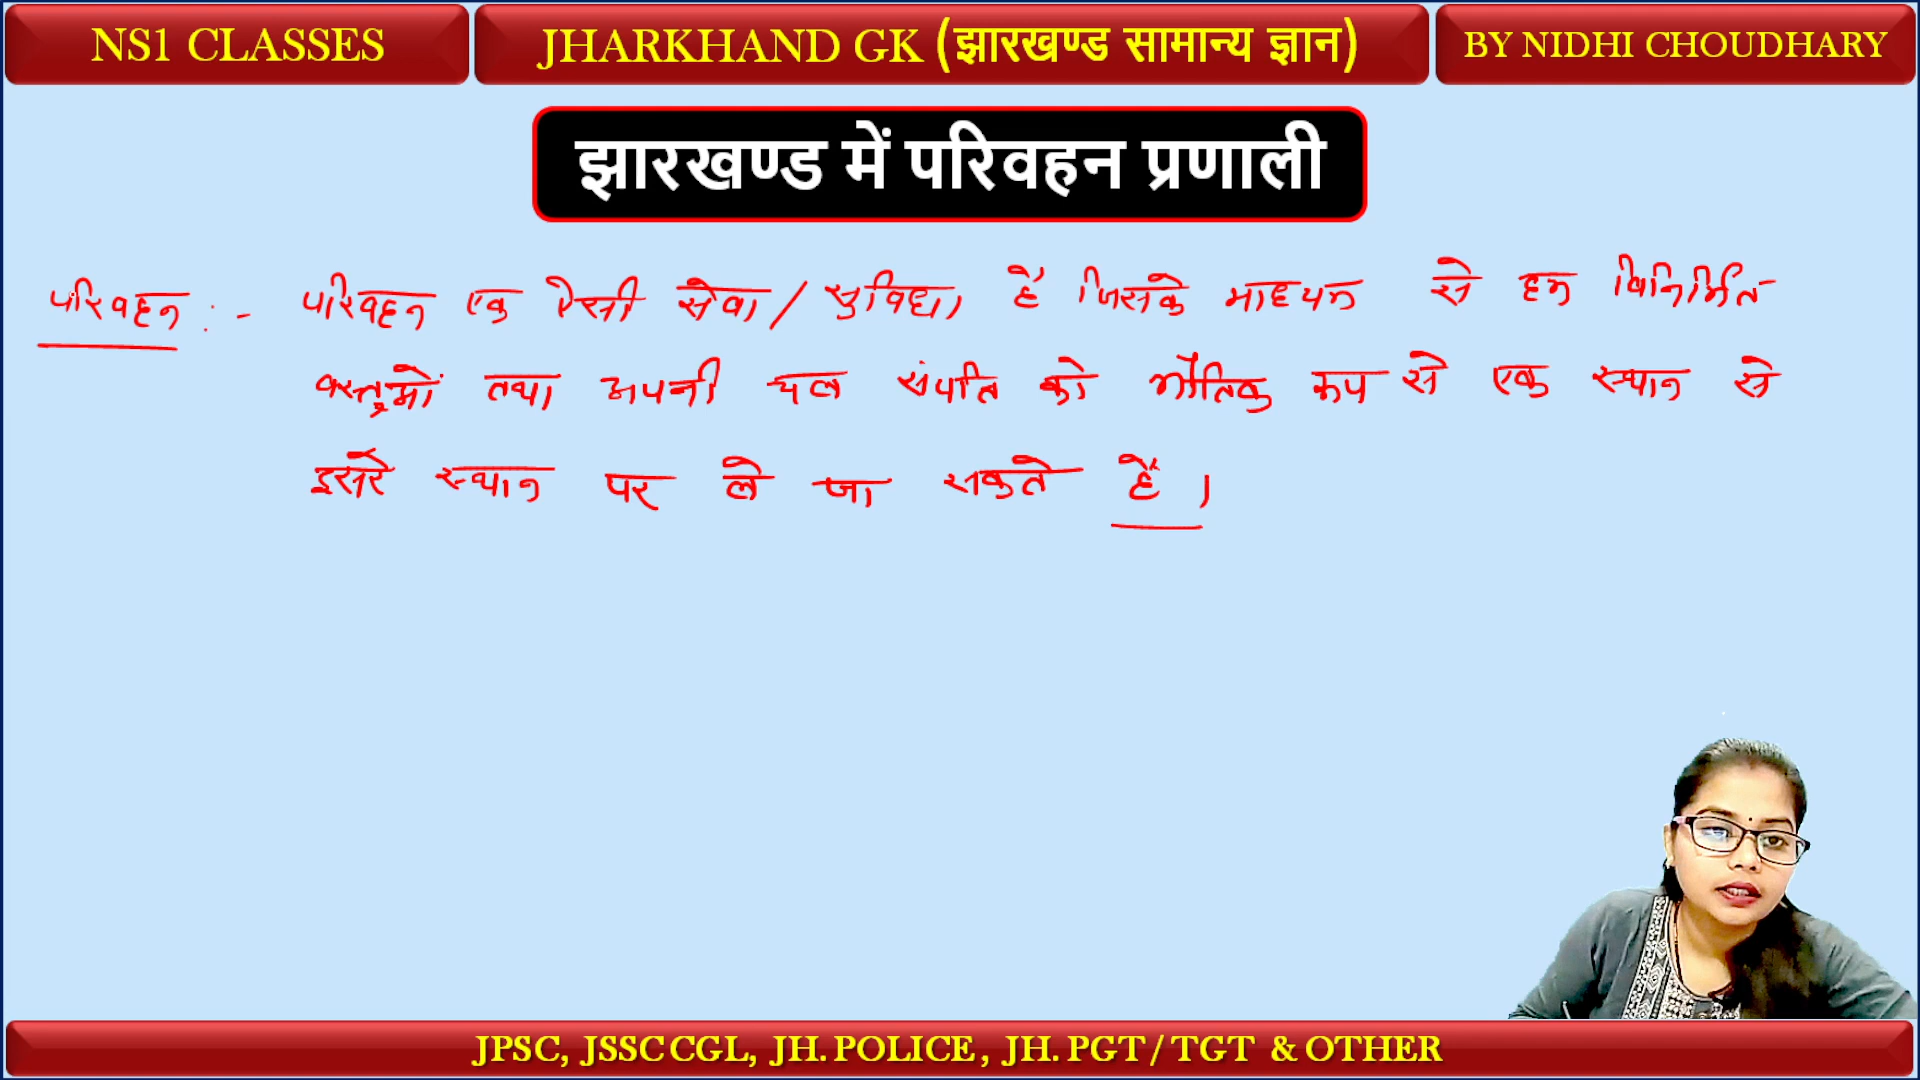 NS1 CLASSES
JHARKHAND GK (झारखण्ड सामान्य ज्ञान)
BY NIDHI CHOUDHARY
झारखण्ड में परिवहन प्रणाली
परिवहन :- परिवहन एक ऐसी सेवा/सुविधा है जिसके माध्यम से हम विनिर्मित
वस्तुओं तथा अपनी चल संपति को भौतिक रूप से एक स्थान से
दुसरे स्थान पर ले जा सकते हैं।
JPSC, JSSC CGL, JH. POLICE, JH. PGT / TGT & OTHER